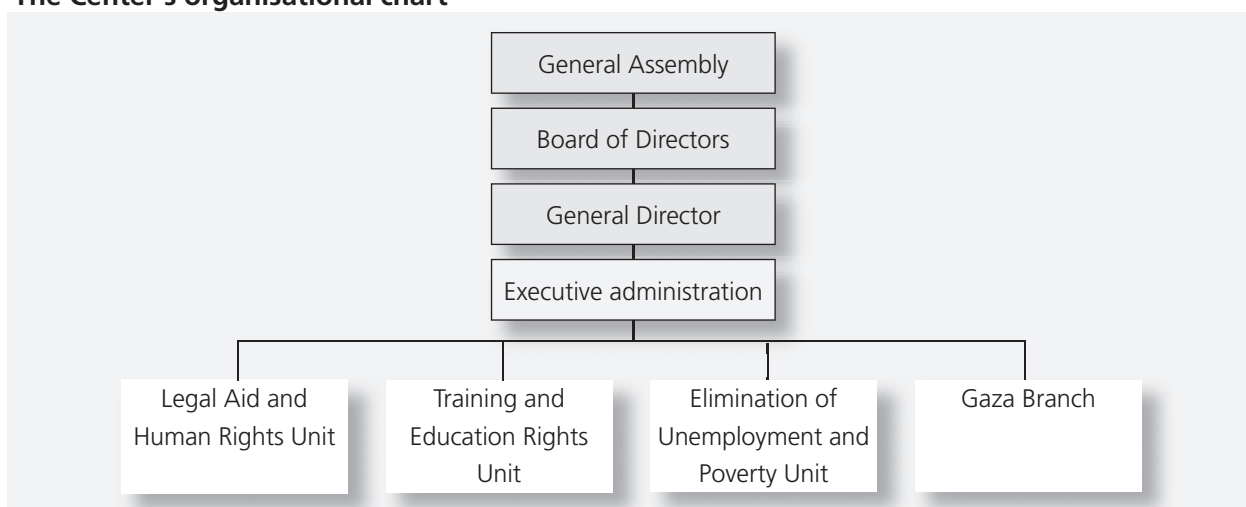 The Center's organisational chart
General Assembly
Board of Directors
General Director
Executive administration
Legal Aid and
Human Rights Unit
Training and
Education Rights
Unit
Elimination of
Unemployment and
Poverty Unit
Gaza Branch